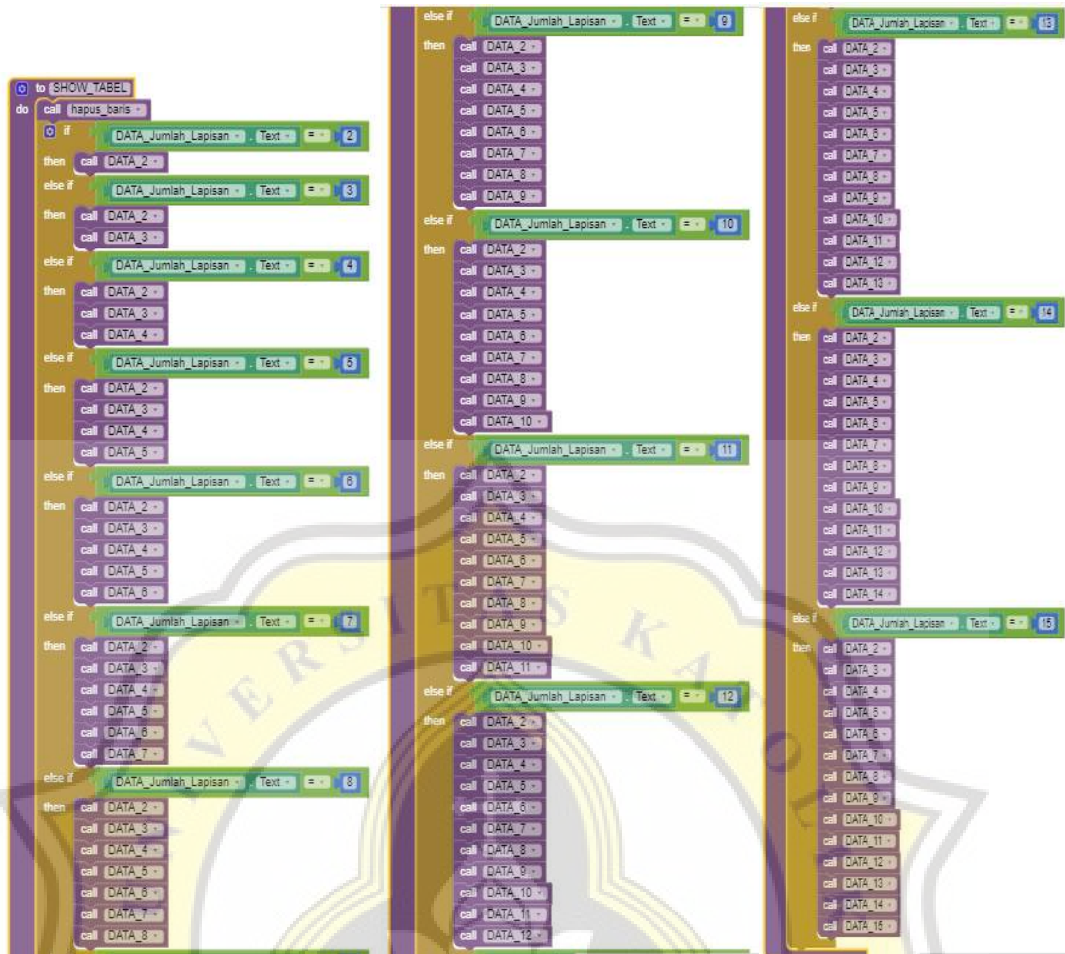 to SHOW_TABEL
do call hapus_baris
if DATA_Jumlah_Lapisan . Text = 2
then call DATA_2
else if DATA_Jumlah_Lapisan . Text = 3
then call DATA_2
call DATA_3
else if DATA_Jumlah_Lapisan . Text = 4
then call DATA_2
call DATA_3
call DATA_4
else if DATA_Jumlah_Lapisan . Text = 5
then call DATA_2
call DATA_3
call DATA_4
call DATA_5
else if DATA_Jumlah_Lapisan . Text = 6
then call DATA_2
call DATA_3
call DATA_4
call DATA_5
call DATA_6
else if DATA_Jumlah_Lapisan . Text = 7
then call DATA_2
call DATA_3
call DATA_4
call DATA_5
call DATA_6
call DATA_7
else if DATA_Jumlah_Lapisan . Text = 8
then call DATA_2
call DATA_3
call DATA_4
call DATA_5
call DATA_6
call DATA_7
call DATA_8
else if DATA_Jumlah_Lapisan . Text = 9
then call DATA_2
call DATA_3
call DATA_4
call DATA_5
call DATA_6
call DATA_7
call DATA_8
call DATA_9
else if DATA_Jumlah_Lapisan . Text = 10
then call DATA_2
call DATA_3
call DATA_4
call DATA_5
call DATA_6
call DATA_7
call DATA_8
call DATA_9
call DATA_10
else if DATA_Jumlah_Lapisan . Text = 11
then call DATA_2
call DATA_3
call DATA_4
call DATA_5
call DATA_6
call DATA_7
call DATA_8
call DATA_9
call DATA_10
call DATA_11
else if DATA_Jumlah_Lapisan . Text = 12
then call DATA_2
call DATA_3
call DATA_4
call DATA_5
call DATA_6
call DATA_7
call DATA_8
call DATA_9
call DATA_10
call DATA_11
call DATA_12
else if DATA_Jumlah_Lapisan . Text = 13
then call DATA_2
call DATA_3
call DATA_4
call DATA_5
call DATA_6
call DATA_7
call DATA_8
call DATA_9
call DATA_10
call DATA_11
call DATA_12
call DATA_13
else if DATA_Jumlah_Lapisan . Text = 14
then call DATA_2
call DATA_3
call DATA_4
call DATA_5
call DATA_6
call DATA_7
call DATA_8
call DATA_9
call DATA_10
call DATA_11
call DATA_12
call DATA_13
call DATA_14
else if DATA_Jumlah_Lapisan . Text = 15
then call DATA_2
call DATA_3
call DATA_4
call DATA_5
call DATA_6
call DATA_7
call DATA_8
call DATA_9
call DATA_10
call DATA_11
call DATA_12
call DATA_13
call DATA_14
call DATA_15
VERSITAS KATOL